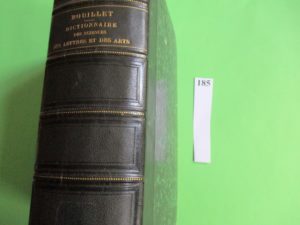 BOUILLET
DICTIONNAIRE
DES SCIENCES
DES LETTRES ET DES ARTS
185